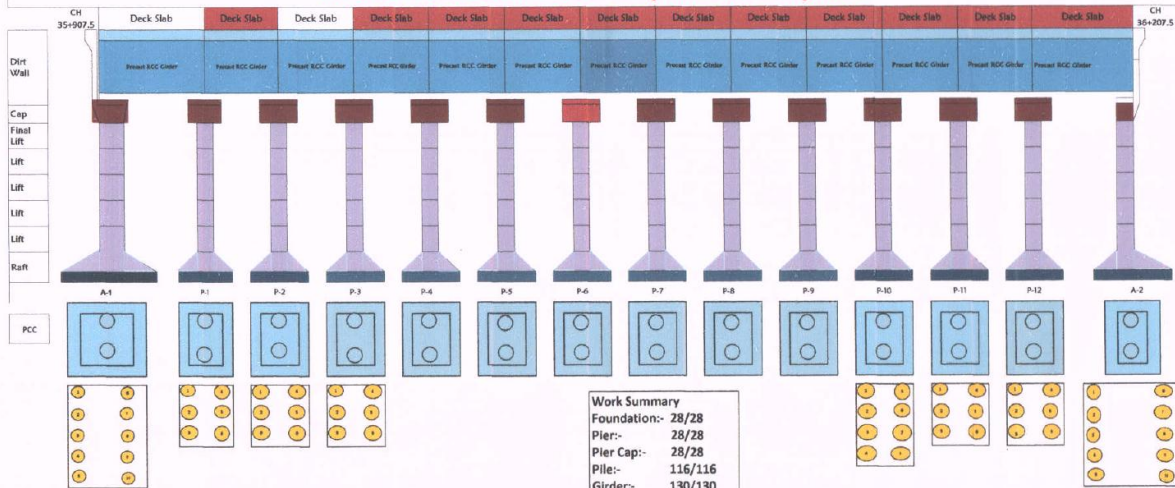 CH
35+907.5
Deck Slab Deck Slab Deck Slab Deck Slab Deck Slab Deck Slab Deck Slab Deck Slab Deck Slab Deck Slab Deck Slab Deck Slab Deck Slab
CH
36+207.5
Dirt
Wall
Precast RCC Girder Precast RCC Girder Precast RCC Girder Precast RCC Girder Precast RCC Girder Precast RCC Girder Precast RCC Girder Precast RCC Girder Precast RCC Girder Precast RCC Girder Precast RCC Girder Precast RCC Girder Precast RCC Girder
Cap
Final
Lift
Lift
Lift
Lift
Lift
Raft
A-1 P-1 P-2 P-3 P-4 P-5 P-6 P-7 P-8 P-9 P-10 P-11 P-12 A-2
PCC
Work Summary
Foundation:- 28/28
Pier:- 28/28
Pier Cap:- 28/28
Pile:- 116/116
Girder:- 130/130